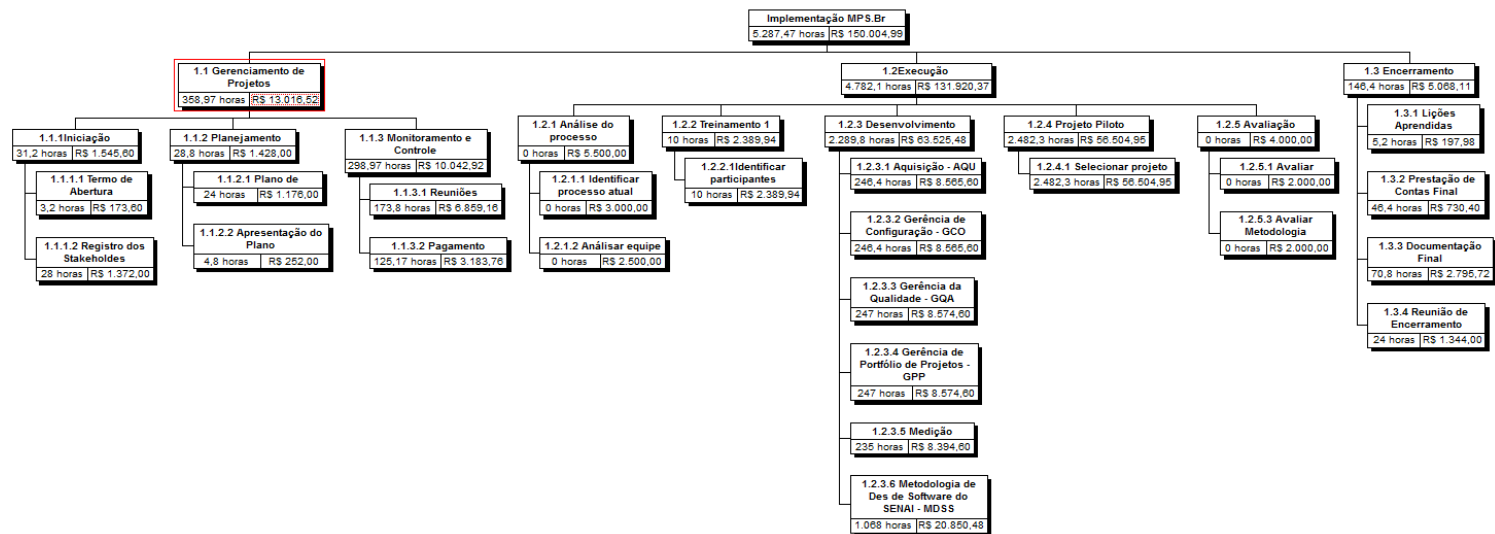 Implementação MPS.Br
5.287,47 horas R$ 150.004,99
1.1 Gerenciamento de
Projetos
358,97 horas R$ 13.016,52
1.2Execução
4.782,1 horas R$ 131.920,37
1.3 Encerramento
146,4 horas R$ 5.068,11
1.1.1Iniciação
31,2 horas R$ 1.545,60
1.1.1.1 Termo de
Abertura
3,2 horas R$ 173,60
1.1.1.2 Registro dos
Stakeholdes
28 horas R$ 1.372,00
1.1.2 Planejamento
28,8 horas R$ 1.428,00
1.1.2.1 Plano de
24 horas R$ 1.176,00
1.1.2.2 Apresentação do
Plano
4,8 horas R$ 252,00
1.1.3 Monitoramento e
Controle
298,97 horas R$ 10.042,92
1.1.3.1 Reuniões
173,8 horas R$ 6.859,16
1.1.3.2 Pagamento
125,17 horas R$ 3.183,76
1.2.1 Análise do
processo
0 horas R$ 5.500,00
1.2.1.1 Identificar
processo atual
0 horas R$ 3.000,00
1.2.1.2 Análisar equipe
0 horas R$ 2.500,00
1.2.2 Treinamento 1
10 horas R$ 2.389,94
1.2.2.1Identificar
participantes
10 horas R$ 2.389,94
1.2.3 Desenvolvimento
2.289,8 horas R$ 63.525,48
1.2.3.1 Aquisição - AQU
246,4 horas R$ 8.565,60
1.2.3.2 Gerência de
Configuração - GCO
246,4 horas R$ 8.565,60
1.2.3.3 Gerência da
Qualidade - GQA
247 horas R$ 8.574,60
1.2.3.4 Gerência de
Portfólio de Projetos -
GPP
247 horas R$ 8.574,60
1.2.3.5 Medição
235 horas R$ 8.394,60
1.2.3.6 Metodologia de
Des de Software do
SENAI - MDSS
1.068 horas R$ 20.850,48
1.2.4 Projeto Piloto
2.482,3 horas R$ 56.504,95
1.2.4.1 Selecionar projeto
2.482,3 horas R$ 56.504,95
1.2.5 Avaliação
0 horas R$ 4.000,00
1.2.5.1 Avaliar
0 horas R$ 2.000,00
1.2.5.3 Avaliar
Metodologia
0 horas R$ 2.000,00
1.3.1 Lições
Aprendidas
5,2 horas R$ 197,98
1.3.2 Prestação de
Contas Final
46,4 horas R$ 730,40
1.3.3 Documentação
Final
70,8 horas R$ 2.795,72
1.3.4 Reunião de
Encerramento
24 horas R$ 1.344,00